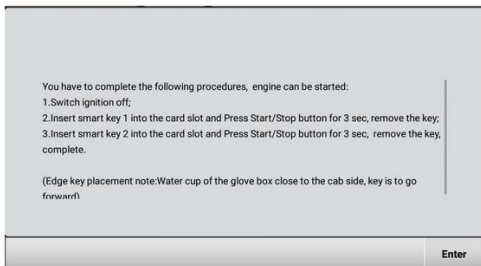 You have to complete the following procedures, engine can be started:
1.Switch ignition off;
2.Insert smart key 1 into the card slot and Press Start/Stop button for 3 sec, remove the key;
3.Insert smart key 2 into the card slot and Press Start/Stop button for 3 sec, remove the key,
complete.
(Edge key placement note:Water cup of the glove box close to the cab side, key is to go
forward)
Enter